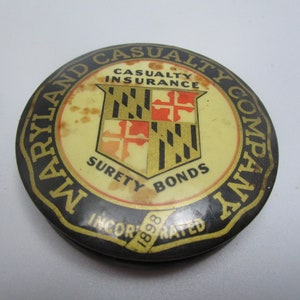 MARYLAND CASUALTY COMPANY
CASUALTY
INSURANCE
SURETY BONDS
INCORPORATED
1898